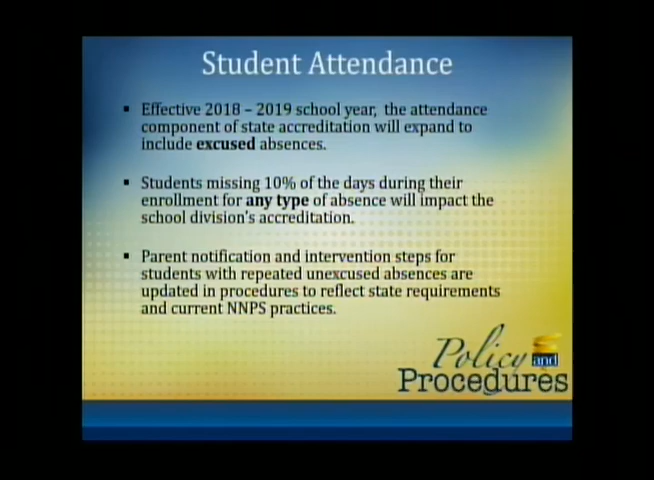 Student Attendance
▪ Effective 2018 – 2019 school year, the attendance
component of state accreditation will expand to
include excused absences.
▪ Students missing 10% of the days during their
enrollment for any type of absence will impact the
school division's accreditation.
▪ Parent notification and intervention steps for
students with repeated unexcused absences are
updated in procedures to reflect state requirements
and current NNPS practices.
Policy and
Procedures